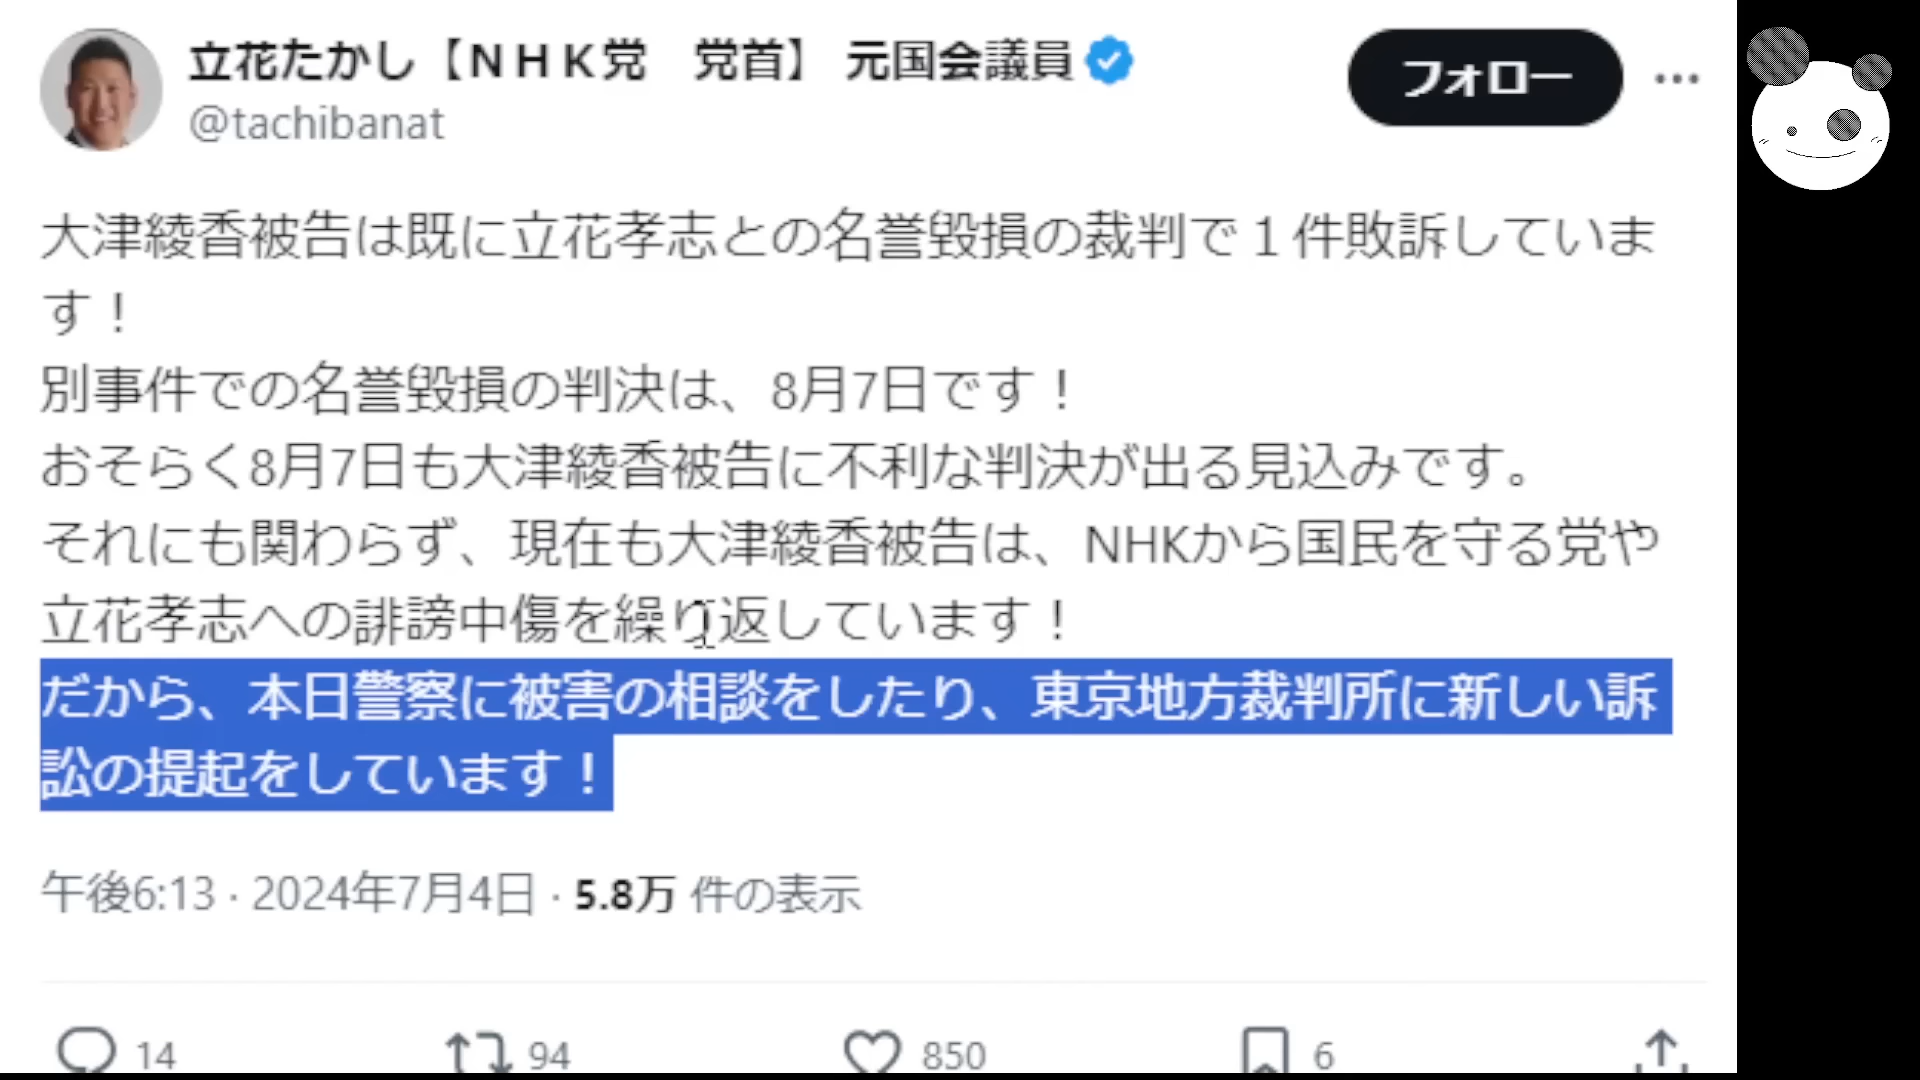 立花たかし【ＮＨＫ党　党首】 元国会議員
@tachibanat
フォロー
大津綾香被告は既に立花孝志との名誉毀損の裁判で１件敗訴していま
す！
別事件での名誉毀損の判決は、8月7日です！
おそらく8月7日も大津綾香被告に不利な判決が出る見込みです。
それにも関わらず、現在も大津綾香被告は、NHKから国民を守る党や
立花孝志への誹謗中傷を繰り返しています！
だから、本日警察に被害の相談をしたり、東京地方裁判所に新しい訴
訟の提起をしています！
午後6:13 · 2024年7月4日 · 5.8万 件の表示
14 94 850 6